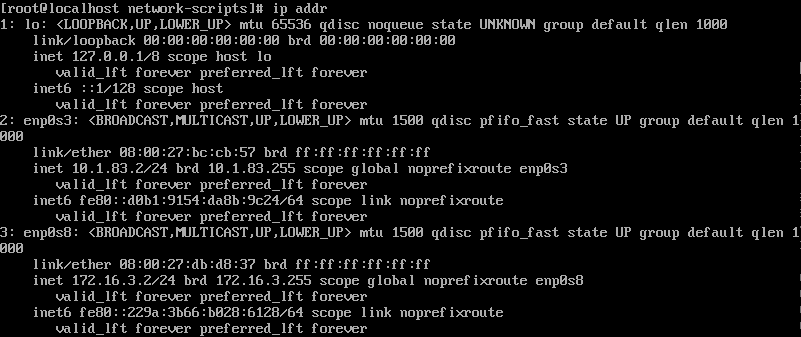 [root@localhost network-scripts]# ip addr
1: lo: <LOOPBACK,UP,LOWER_UP> mtu 65536 qdisc noqueue state UNKNOWN group default qlen 1000
    link/loopback 00:00:00:00:00:00 brd 00:00:00:00:00:00
    inet 127.0.0.1/8 scope host lo
       valid_lft forever preferred_lft forever
    inet6 ::1/128 scope host
       valid_lft forever preferred_lft forever
2: enp0s3: <BROADCAST,MULTICAST,UP,LOWER_UP> mtu 1500 qdisc pfifo_fast state UP group default qlen 1
000
    link/ether 08:00:27:bc:cb:57 brd ff:ff:ff:ff:ff:ff
    inet 10.1.83.2/24 brd 10.1.83.255 scope global noprefixroute enp0s3
       valid_lft forever preferred_lft forever
    inet6 fe80::d0b1:9154:da8b:9c24/64 scope link noprefixroute
       valid_lft forever preferred_lft forever
3: enp0s8: <BROADCAST,MULTICAST,UP,LOWER_UP> mtu 1500 qdisc pfifo_fast state UP group default qlen 1
000
    link/ether 08:00:27:db:d8:37 brd ff:ff:ff:ff:ff:ff
    inet 172.16.3.2/24 brd 172.16.3.255 scope global noprefixroute enp0s8
       valid_lft forever preferred_lft forever
    inet6 fe80::229a:3b66:b028:6128/64 scope link noprefixroute
       valid_lft forever preferred_lft forever